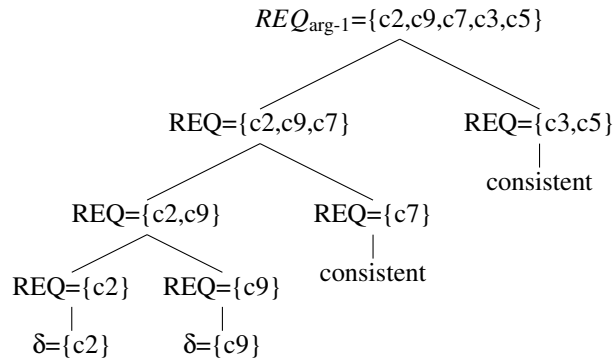 REQarg-1={c2,c9,c7,c3,c5}
REQ={c2,c9,c7} REQ={c3,c5}
consistent
REQ={c2,c9} REQ={c7}
consistent
REQ={c2} REQ={c9}
δ={c2} δ={c9}